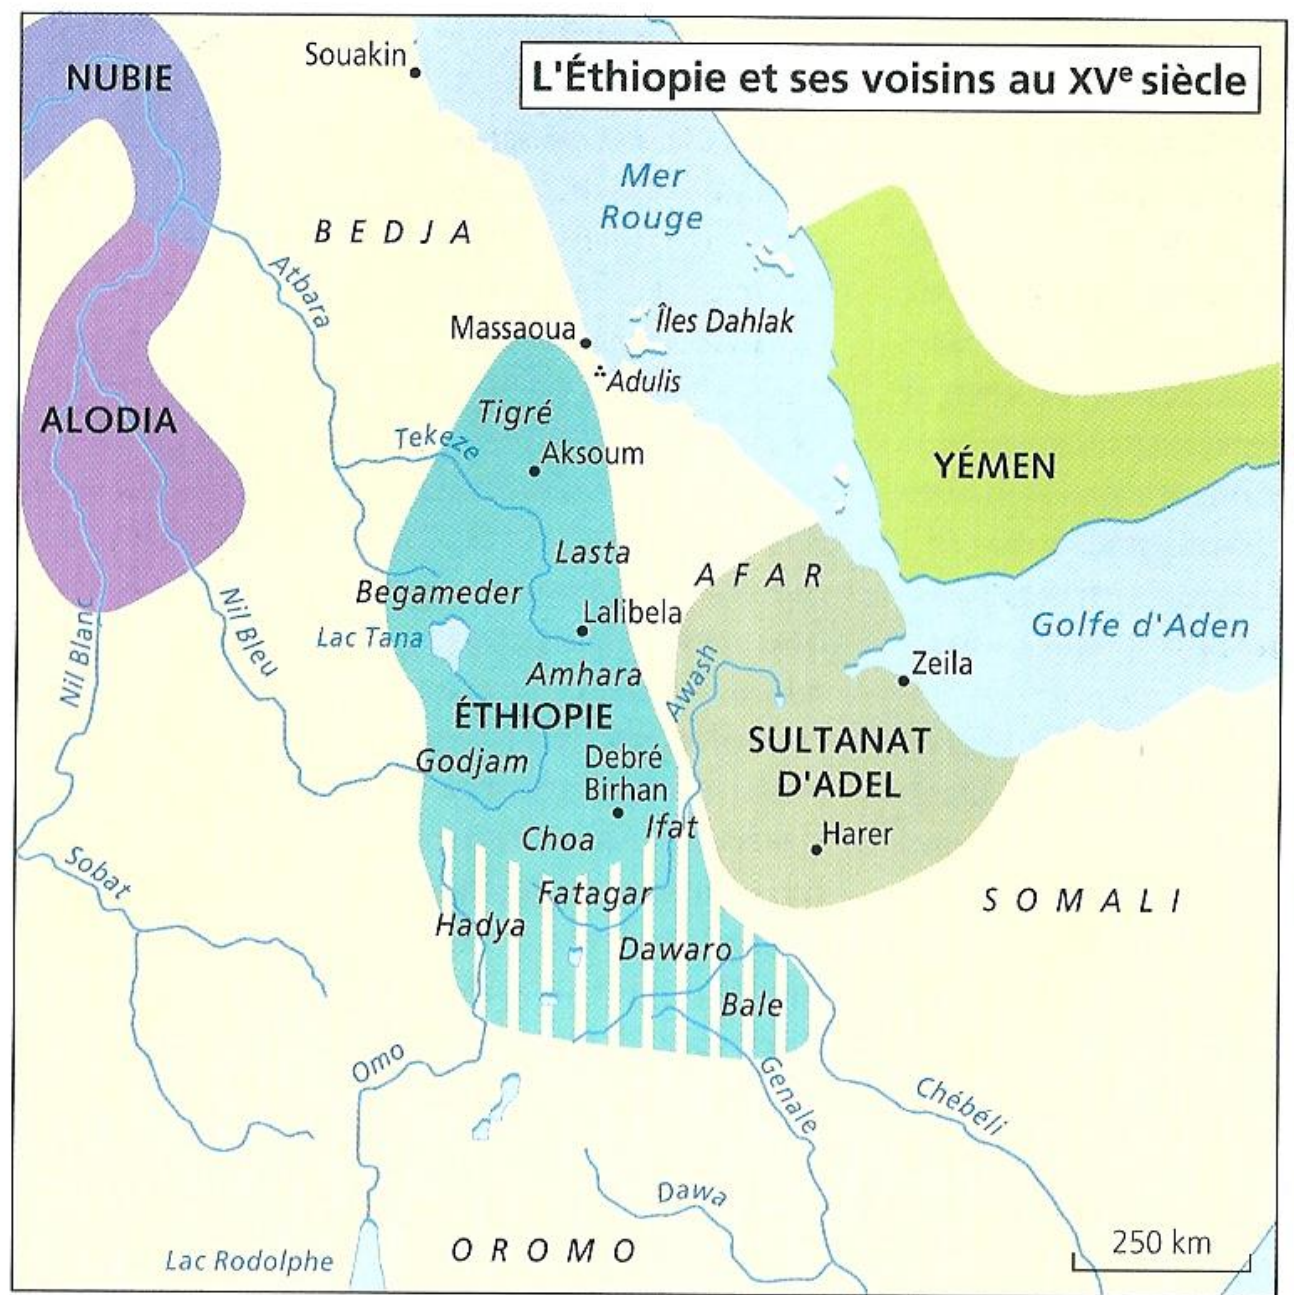 L'Éthiopie et ses voisins au XVe siècle
Souakin
NUBIE
Mer
Rouge
BEDJA
Atbara
Massaoua
Îles Dahlak
Adulis
Tigré
ALODIA
Tekeze
Aksoum
YÉMEN
Lasta
AFAR
Begameder
Lalibela
Nil Bleu
Lac Tana
Golfe d'Aden
Nil Blanc
Amhara
Awash
Zeila
ÉTHIOPIE
SULTANAT
D'ADEL
Godjam
Debré
Birhan
Choa
Ifat
Harer
Sobat
Fatagar
SOMALI
Hadya
Dawaro
Bale
Omo
Genale
Chébéli
Dawa
OROMO
Lac Rodolphe
250 km